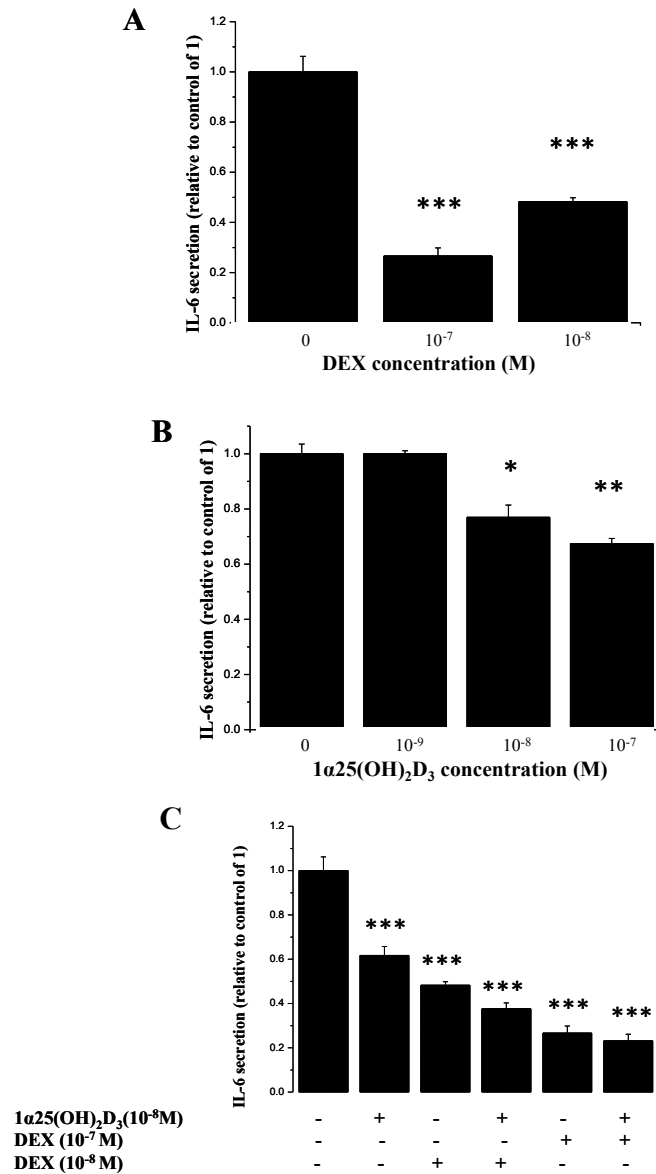 A
IL-6 secretion (relative to control of 1)
1.2
1.0
0.8
0.6
0.4
0.2
0.0
***
***
0 10⁻⁷ 10⁻⁸
DEX concentration (M)
B
IL-6 secretion (relative to control of 1)
1.0
0.8
0.6
0.4
0.2
0.0
*
**
0 10⁻⁹ 10⁻⁸ 10⁻⁷
1α25(OH)₂D₃ concentration (M)
C
IL-6 secretion (relative to control of 1)
1.2
1.0
0.8
0.6
0.4
0.2
0.0
***
***
***
***
***
1α25(OH)₂D₃(10⁻⁸M) - + - + - +
DEX (10⁻⁷ M) - - - - + +
DEX (10⁻⁸ M) - - + + - -